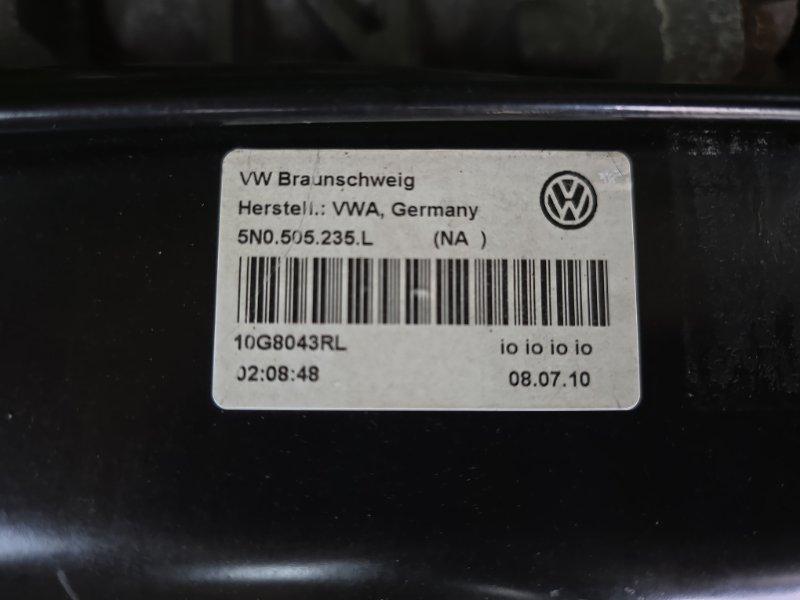 VW Braunschweig
Herstell.: VWA, Germany
5N0.505.235.L (NA )
10G8043RL io io io io
02:08:48 08.07.10